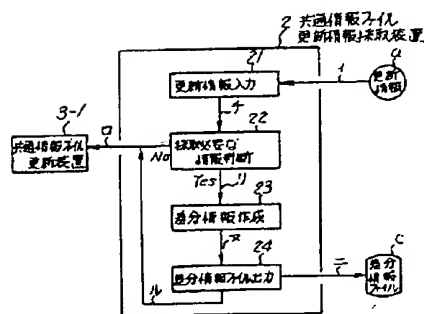 2 共通情報ファイル
更新情報採取装置
21
更新情報入力
イ
a
更新
情報
チ
3-1
共通情報ファイル
更新装置
ロ
No
22
採取必要な
情報判断
Yes
リ
23
差分情報作成
ヌ
24
差分情報ファイル出力
ニ
C
差分
情報
ファイル
ル